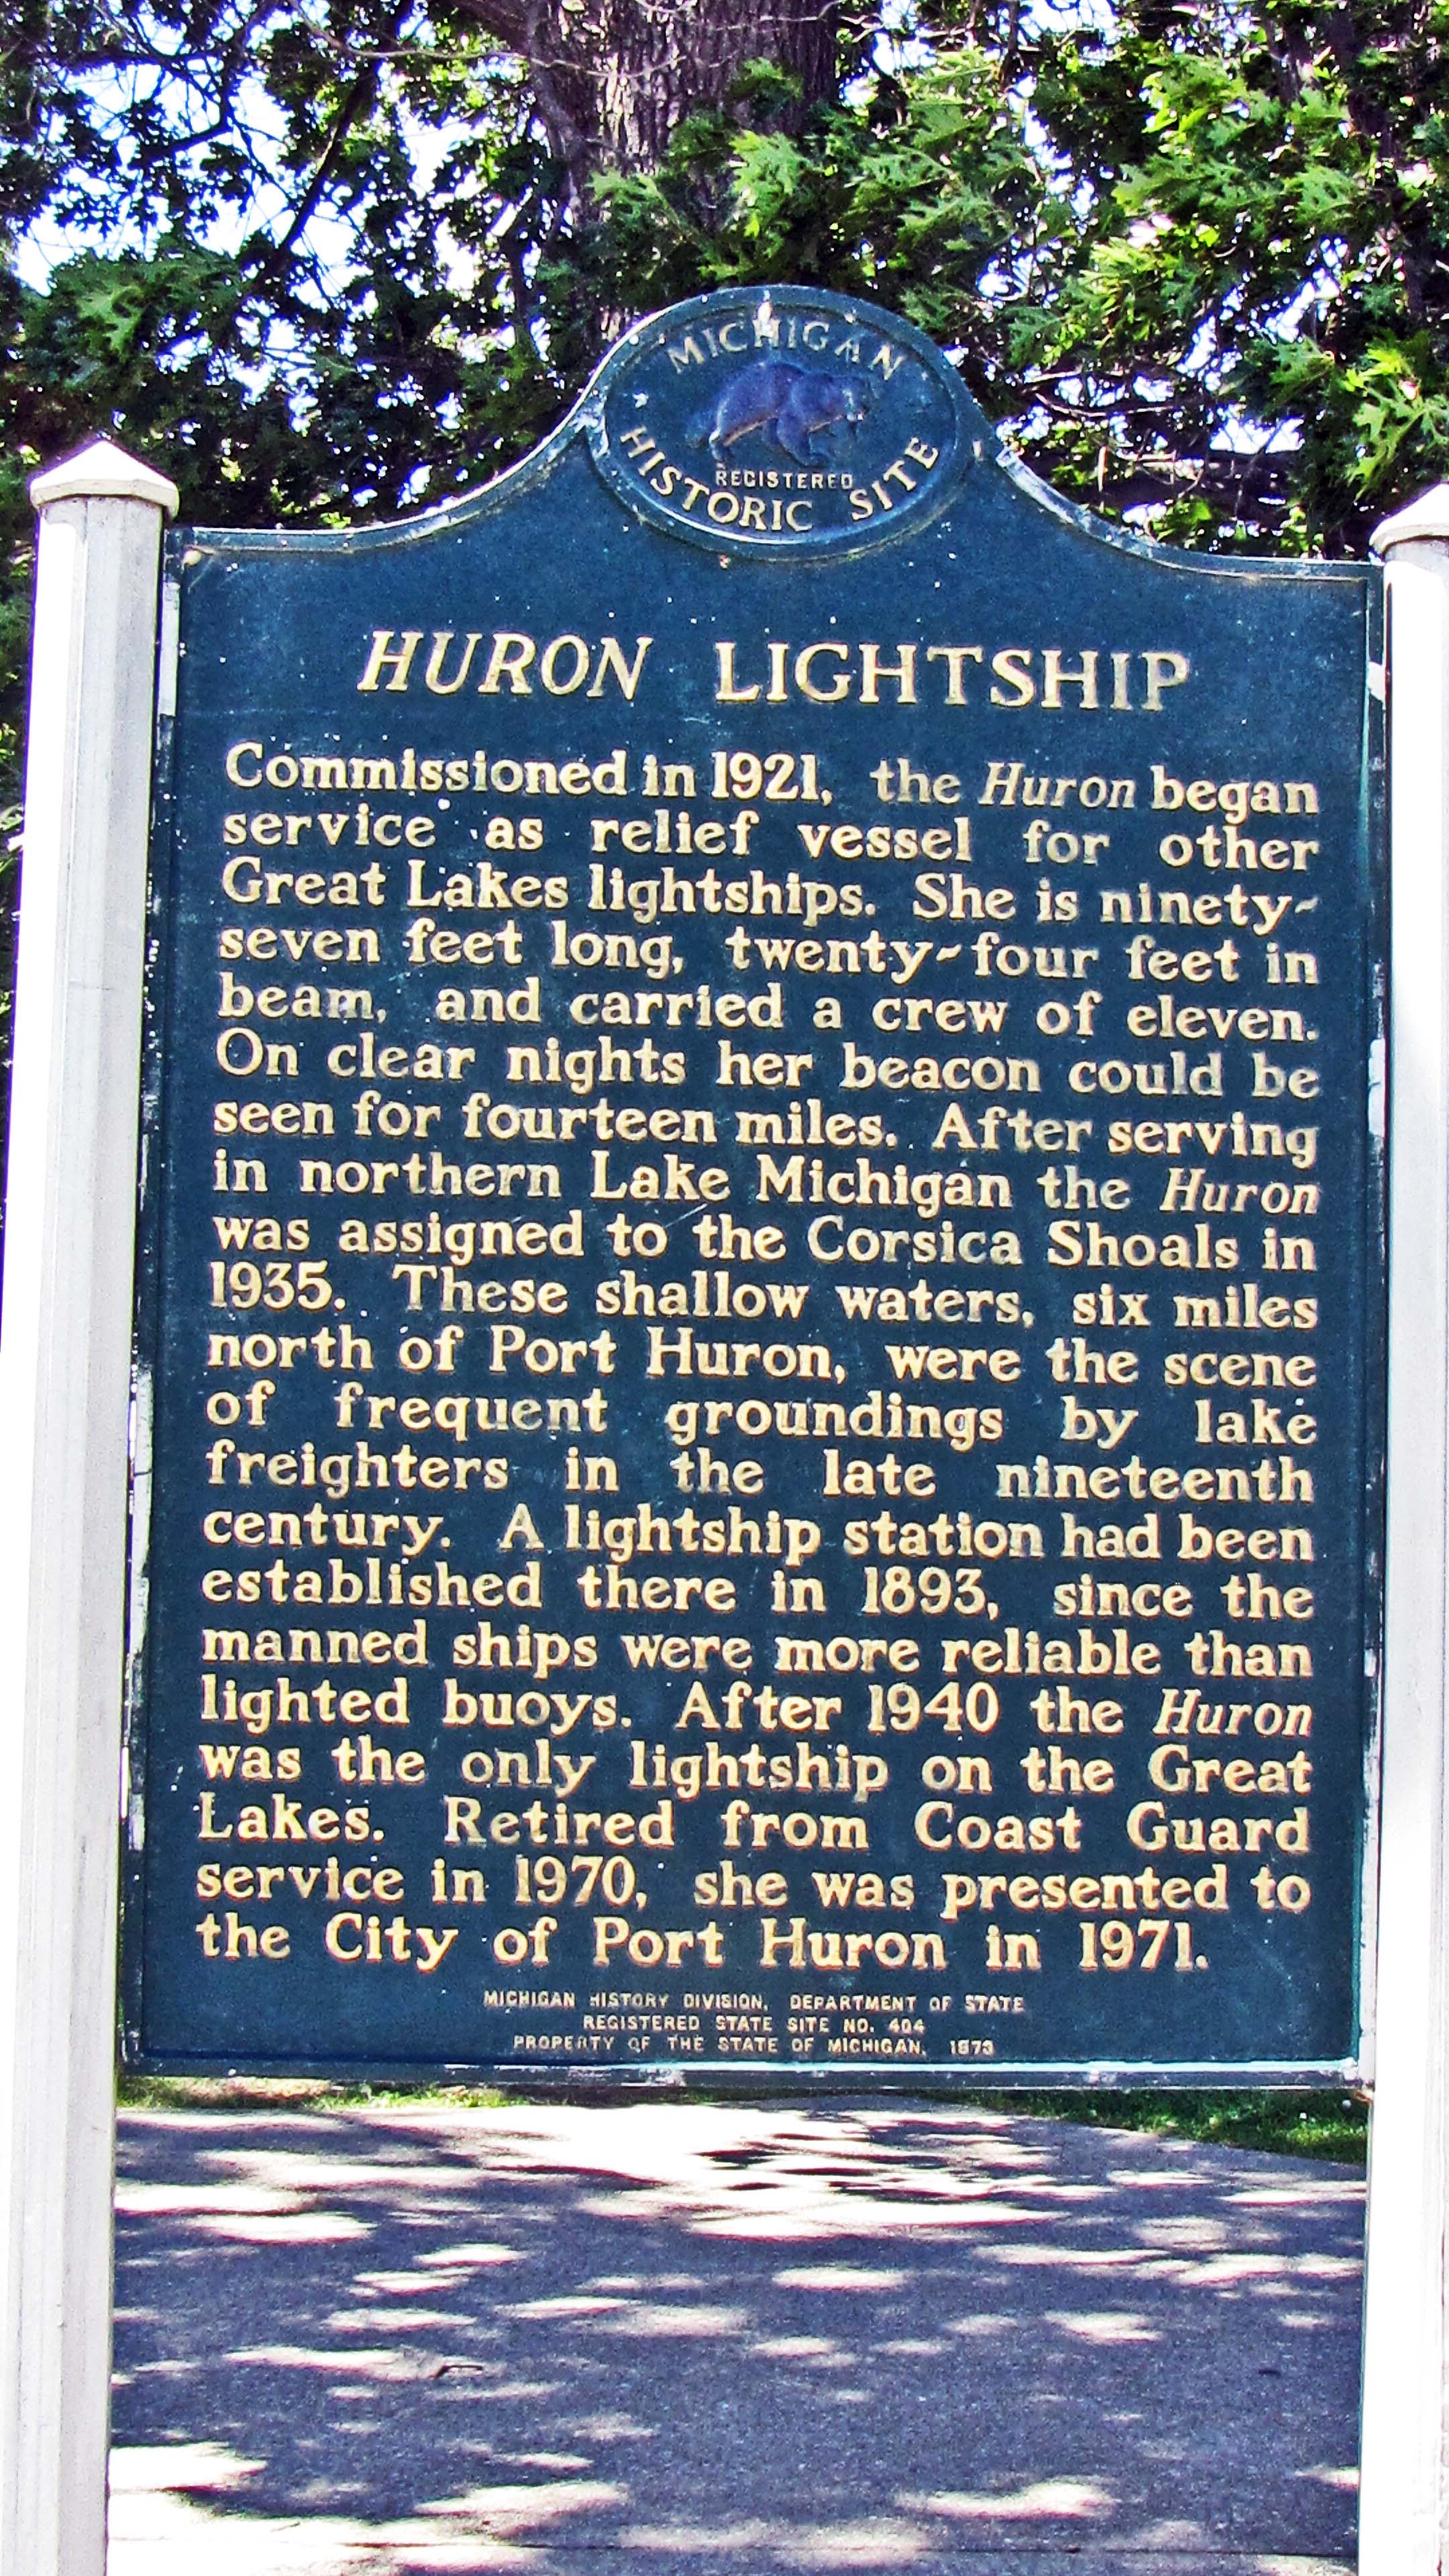 MICHIGAN
REGISTERED
HISTORIC SITE
HURON LIGHTSHIP
Commissioned in 1921, the Huron began
service as relief vessel for other
Great Lakes lightships. She is ninety-
seven feet long, twenty-four feet in
beam, and carried a crew of eleven.
On clear nights her beacon could be
seen for fourteen miles. After serving
in northern Lake Michigan the Huron
was assigned to the Corsica Shoals in
1935. These shallow waters, six miles
north of Port Huron, were the scene
of frequent groundings by lake
freighters in the late nineteenth
century. A lightship station had been
established there in 1893, since the
manned ships were more reliable than
lighted buoys. After 1940 the Huron
was the only lightship on the Great
Lakes. Retired from Coast Guard
service in 1970, she was presented to
the City of Port Huron in 1971.
MICHIGAN HISTORY DIVISION, DEPARTMENT OF STATE
REGISTERED STATE SITE NO. 404
PROPERTY OF THE STATE OF MICHIGAN, 1973